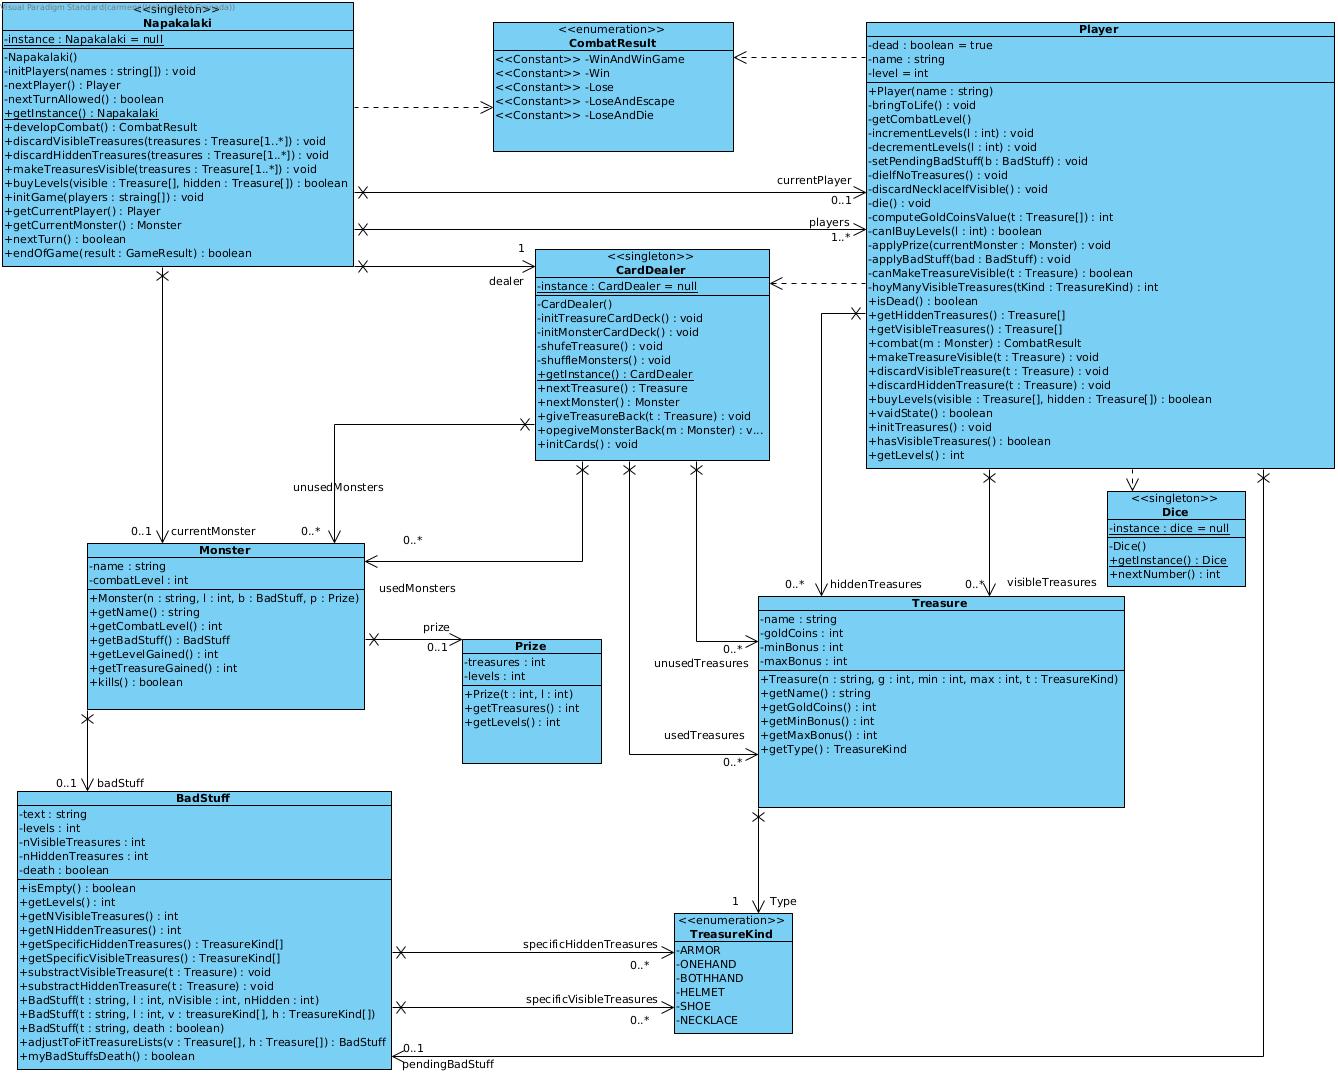 Visual Paradigm Standard(carmen
<<singleton>>
Napakalaki
-instance : Napakalaki = null
-Napakalaki()
-initPlayers(names : string[]) : void
-nextPlayer() : Player
-nextTurnAllowed() : boolean
+getInstance() : Napakalaki
+developCombat() : CombatResult
+discardVisibleTreasures(treasures : Treasure[1..*]) : void
+discardHiddenTreasures(treasures : Treasure[1..*]) : void
+makeTreasuresVisible(treasures : Treasure[1..*]) : void
+buyLevels(visible : Treasure[], hidden : Treasure[]) : boolean
+initGame(players : straing[]) : void
+getCurrentPlayer() : Player
+getCurrentMonster() : Monster
+nextTurn() : boolean
+endOfGame(result : GameResult) : boolean
<<enumeration>>
CombatResult
<<Constant>> -WinAndWinGame
<<Constant>> -Win
<<Constant>> -Lose
<<Constant>> -LoseAndEscape
<<Constant>> -LoseAndDie
Player
-dead : boolean = true
-name : string
-level = int
+Player(name : string)
-bringToLife() : void
-getCombatLevel()
-incrementLevels(l : int) : void
-decrementLevels(l : int) : void
-setPendingBadStuff(b : BadStuff) : void
-dieIfNoTreasures() : void
-discardNecklaceIfVisible() : void
-die() : void
-computeGoldCoinsValue(t : Treasure[]) : int
-canIBuyLevels(l : int) : boolean
-applyPrize(currentMonster : Monster) : void
-applyBadStuff(bad : BadStuff) : void
-canMakeTreasureVisible(t : Treasure) : boolean
-hoyManyVisibleTreasures(tKind : TreasureKind) : int
+isDead() : boolean
+getHiddenTreasures() : Treasure[]
+getVisibleTreasures() : Treasure[]
+combat(m : Monster) : CombatResult
+makeTreasureVisible(t : Treasure) : void
+discardVisibleTreasure(t : Treasure) : void
+discardHiddenTreasure(t : Treasure) : void
+buyLevels(visible : Treasure[], hidden : Treasure[]) : boolean
+vaidState() : boolean
+initTreasures() : void
+hasVisibleTreasures() : boolean
+getLevels() : int
currentPlayer
0..1
players
1..*
1
dealer
<<singleton>>
CardDealer
-instance : CardDealer = null
-CardDealer()
-initTreasureCardDeck() : void
-initMonsterCardDeck() : void
-shufeTreasure() : void
-shuffleMonsters() : void
+getInstance() : CardDealer
+nextTreasure() : Treasure
+nextMonster() : Monster
+giveTreasureBack(t : Treasure) : void
+opegiveMonsterBack(m : Monster) : v...
+initCards() : void
unusedMonsters
0..1 currentMonster
0..*
0..*
usedMonsters
<<singleton>>
Dice
-instance : dice = null
-Dice()
+getInstance() : Dice
+nextNumber() : int
Monster
-name : string
-combatLevel : int
+Monster(n : string, l : int, b : BadStuff, p : Prize)
+getName() : string
+getCombatLevel() : int
+getBadStuff() : BadStuff
+getLevelGained() : int
+getTreasureGained() : int
+kills() : boolean
prize
0..1
Prize
-treasures : int
-levels : int
+Prize(t : int, l : int)
+getTreasures() : int
+getLevels() : int
0..* hiddenTreasures
0..* visibleTreasures
Treasure
-name : string
-goldCoins : int
-minBonus : int
-maxBonus : int
+Treasure(n : string, g : int, min : int, max : int, t : TreasureKind)
+getName() : string
+getGoldCoins() : int
+getMinBonus() : int
+getMaxBonus() : int
+getType() : TreasureKind
0..*
unusedTreasures
usedTreasures
0..*
0..1 badStuff
BadStuff
-text : string
-levels : int
-nVisibleTreasures : int
-nHiddenTreasures : int
-death : boolean
+isEmpty() : boolean
+getLevels() : int
+getNVisibleTreasures() : int
+getNHiddenTreasures() : int
+getSpecificHiddenTreasures() : TreasureKind[]
+getSpecificVisibleTreasures() : TreasureKind[]
+substractVisibleTreasure(t : Treasure) : void
+substractHiddenTreasure(t : Treasure) : void
+BadStuff(t : string, l : int, nVisible : int, nHidden : int)
+BadStuff(t : string, l : int, v : treasureKind[], h : TreasureKind[])
+BadStuff(t : string, death : boolean)
+adjustToFitTreasureLists(v : Treasure[], h : Treasure[]) : BadStuff
+myBadStuffsDeath() : boolean
1 Type
<<enumeration>>
TreasureKind
-ARMOR
-ONEHAND
-BOTHHAND
-HELMET
-SHOE
-NECKLACE
specificHiddenTreasures
0..*
specificVisibleTreasures
0..*
0..1
pendingBadStuff